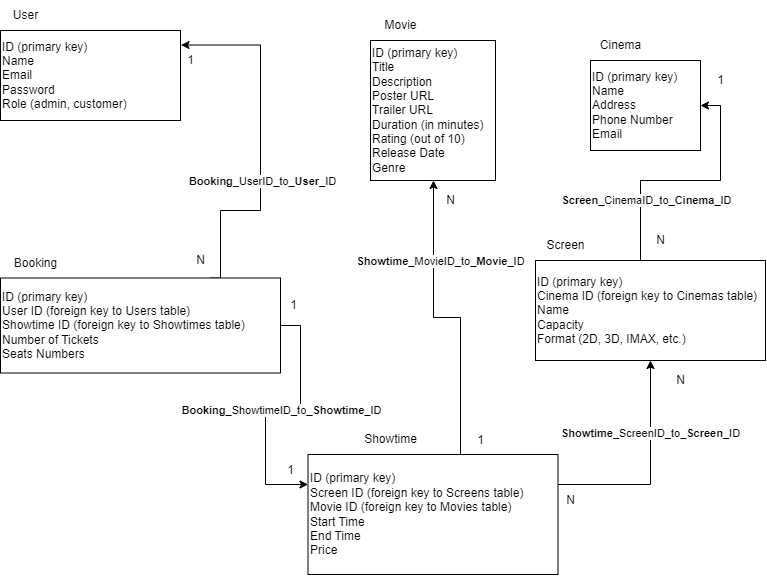 User
ID (primary key)
Name
Email
Password
Role (admin, customer)
1
Booking_UserID_to_User_ID
N
Movie
ID (primary key)
Title
Description
Poster URL
Trailer URL
Duration (in minutes)
Rating (out of 10)
Release Date
Genre
N
Showtime_MovieID_to_Movie_ID
1
Cinema
ID (primary key)
Name
Address
Phone Number
Email
1
Screen_CinemaID_to_Cinema_ID
N
Screen
ID (primary key)
Cinema ID (foreign key to Cinemas table)
Name
Capacity
Format (2D, 3D, IMAX, etc.)
N
Showtime_ScreenID_to_Screen_ID
N
Booking
ID (primary key)
User ID (foreign key to Users table)
Showtime ID (foreign key to Showtimes table)
Number of Tickets
Seats Numbers
1
Booking_ShowtimeID_to_Showtime_ID
1
Showtime
ID (primary key)
Screen ID (foreign key to Screens table)
Movie ID (foreign key to Movies table)
Start Time
End Time
Price